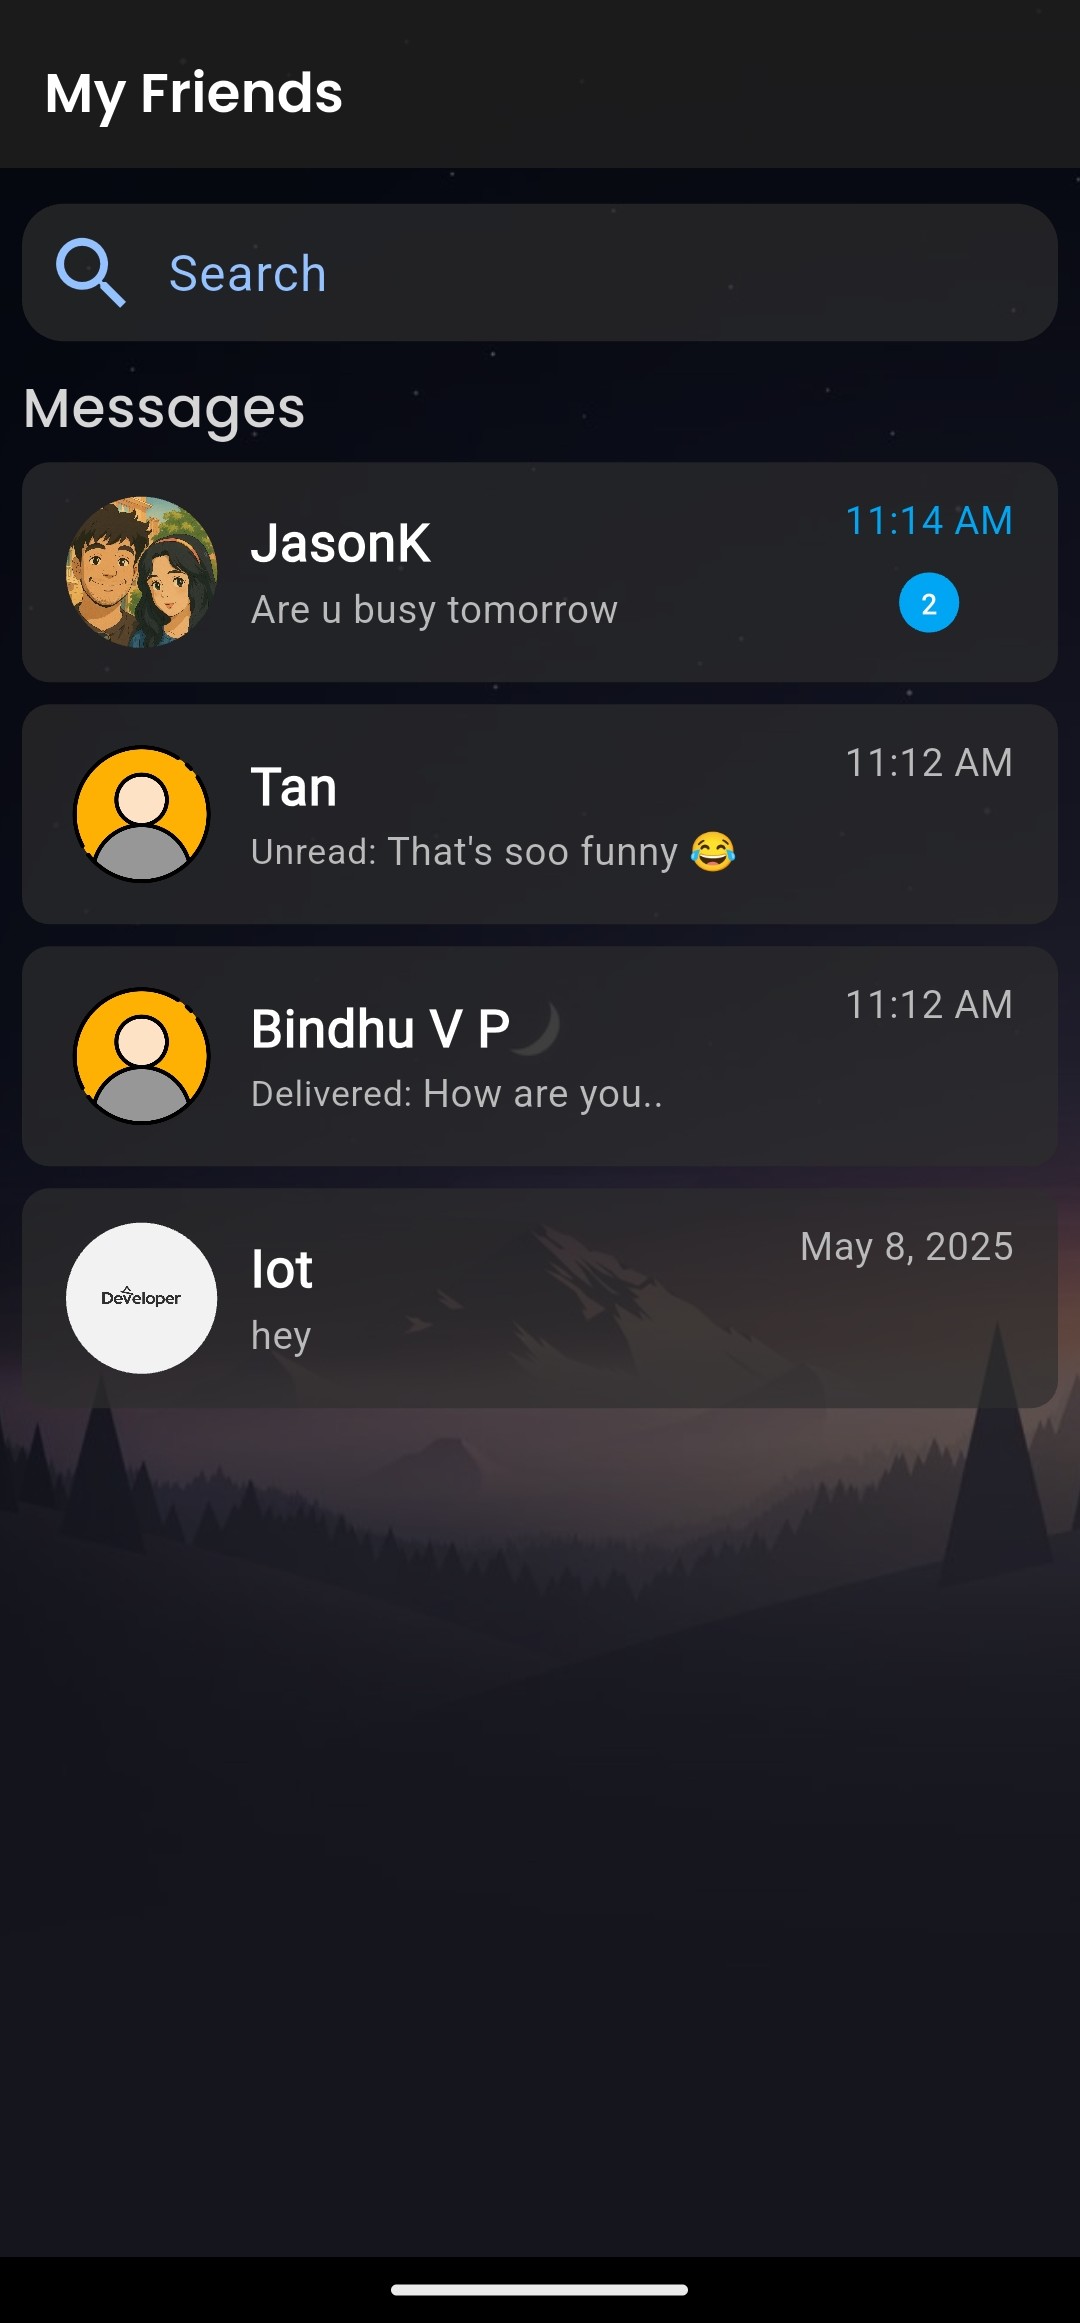 My Friends
Search
Messages
JasonK
11:14 AM
Are u busy tomorrow
2
Tan
11:12 AM
Unread: That's soo funny 😂
Bindhu V P🌙
11:12 AM
Delivered: How are you..
Developer
Iot
May 8, 2025
hey